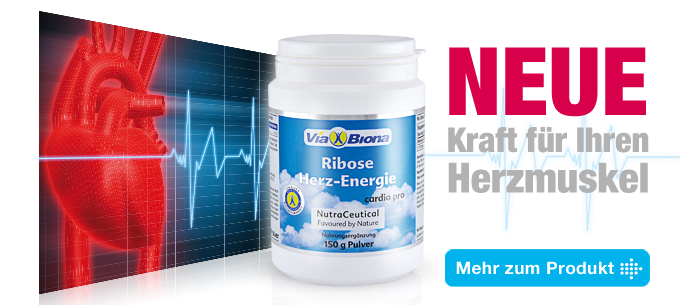 NEUE
Kraft für Ihren
Herzmuskel
Via Biona
Ribose
Herz-Energie
cardio pro
NutraCeutical
Favoured by Nature
Nahrungsergänzung
150 g Pulver
Mehr zum Produkt